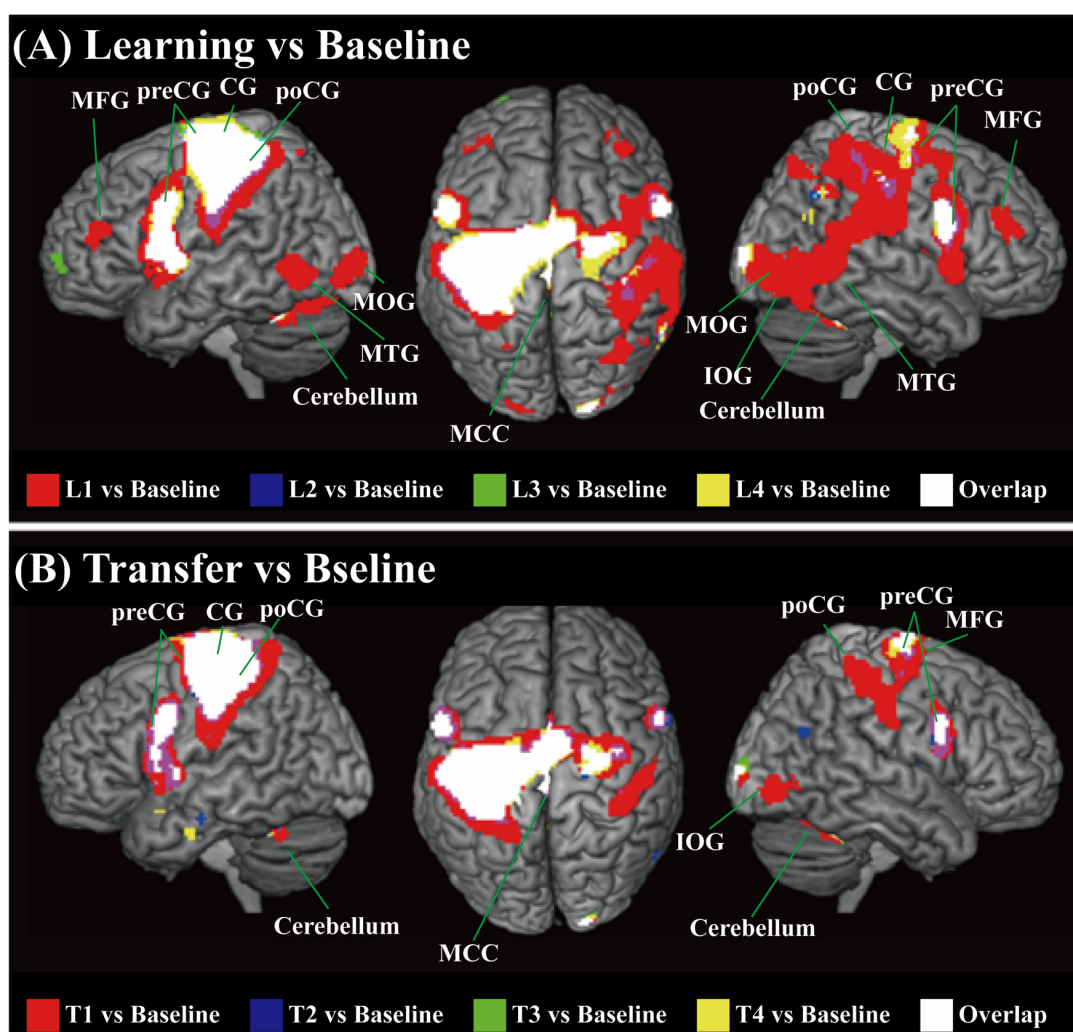 (A) Learning vs Baseline
MFG preCG CG poCG
MOG
MTG
Cerebellum
MCC
poCG CG preCG MFG
MOG
IOG
Cerebellum
MTG
L1 vs Baseline L2 vs Baseline L3 vs Baseline L4 vs Baseline Overlap
(B) Transfer vs Bseline
preCG CG poCG
Cerebellum
MCC
poCG preCG MFG
IOG
Cerebellum
T1 vs Baseline T2 vs Baseline T3 vs Baseline T4 vs Baseline Overlap